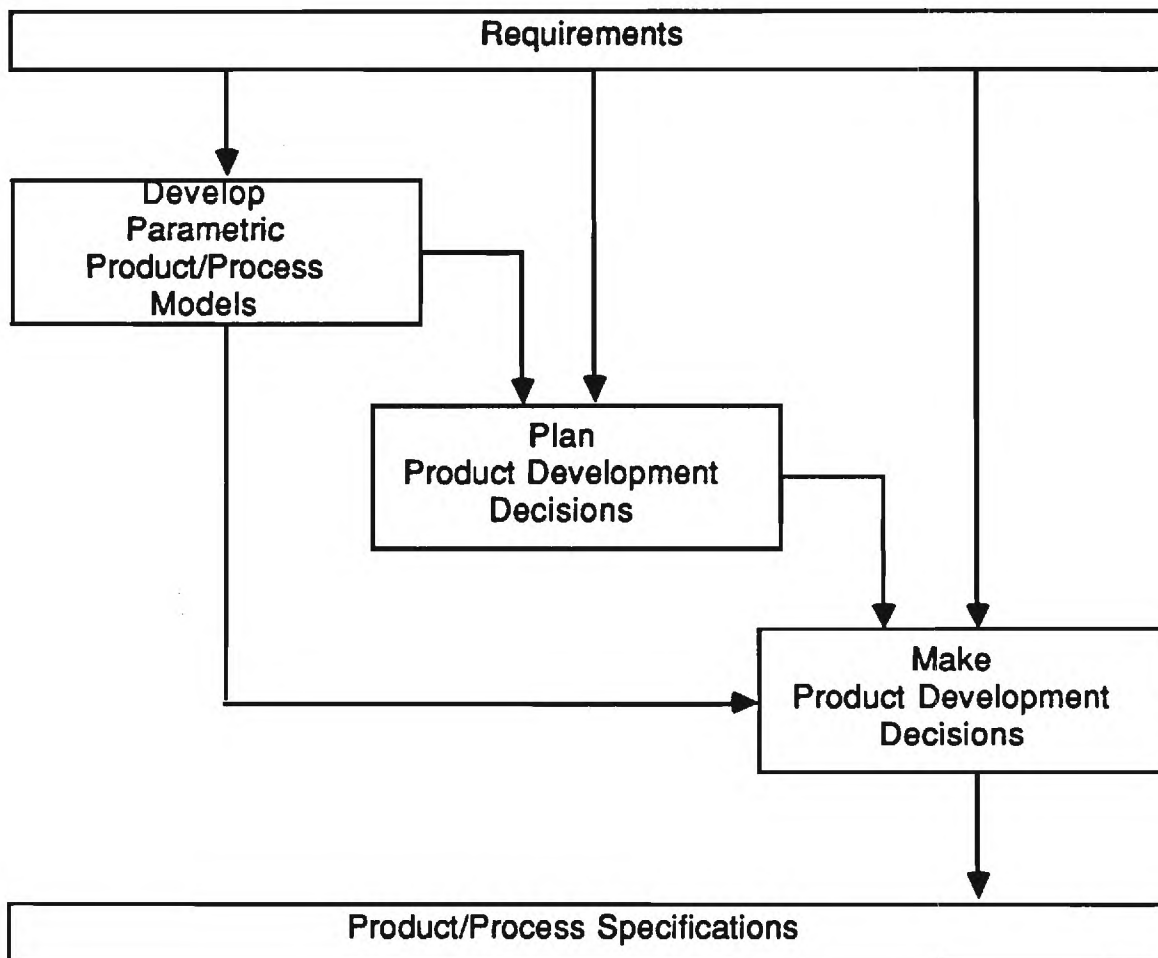 Requirements
Develop
Parametric
Product/Process
Models
Plan
Product Development
Decisions
Make
Product Development
Decisions
Product/Process Specifications